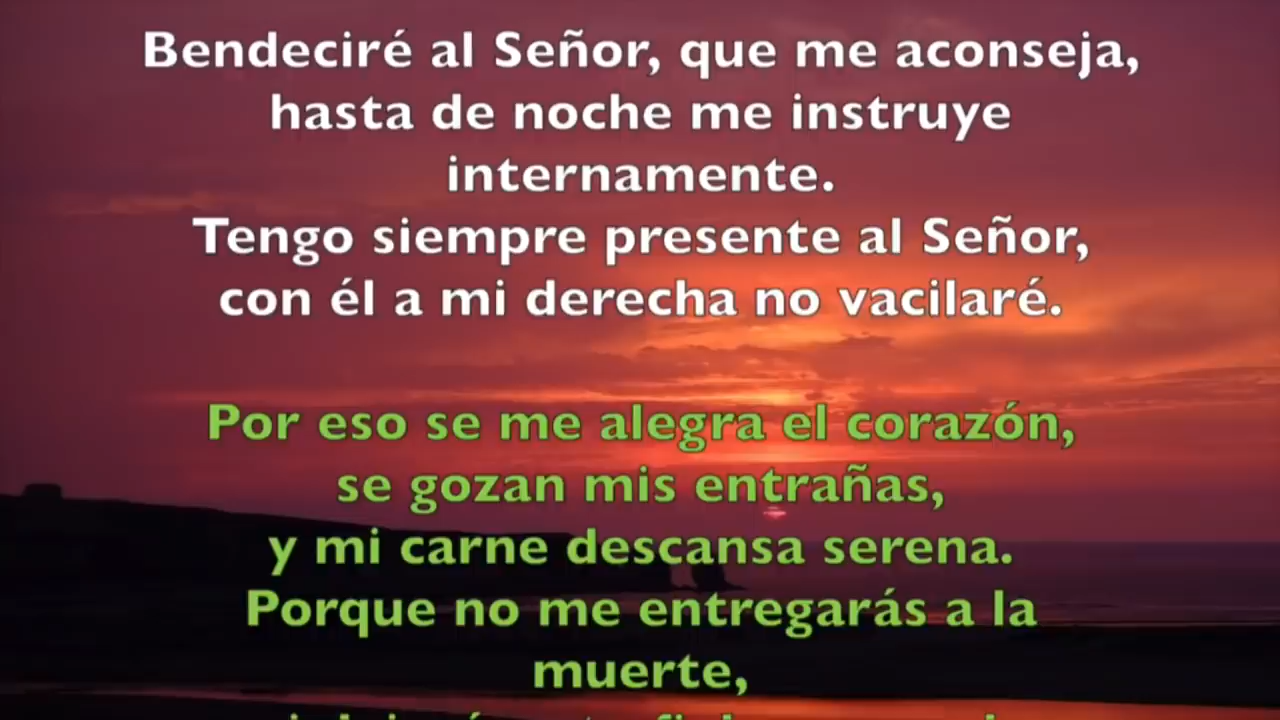 Bendeciré al Señor, que me aconseja,
hasta de noche me instruye
internamente.
Tengo siempre presente al Señor,
con él a mi derecha no vacilaré.
Por eso se me alegra el corazón,
se gozan mis entrañas,
y mi carne descansa serena.
Porque no me entregarás a la
muerte,